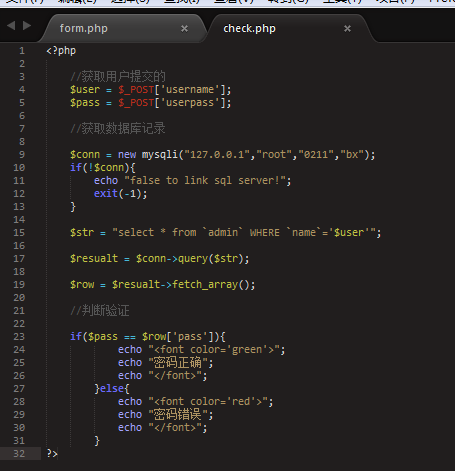 form.php × check.php ×
1 <?php
2
3 //获取用户提交的
4 $user = $_POST['username'];
5 $pass = $_POST['userpass'];
6
7 //获取数据库记录
8
9 $conn = new mysqli("127.0.0.1","root","0211","bx");
10 if(!$conn){
11 echo "false to link sql server!";
12 exit(-1);
13 }
14
15 $str = "select * from `admin` WHERE `name`='$user'";
16
17 $resualt = $conn->query($str);
18
19 $row = $resualt->fetch_array();
20
21 //判断验证
22
23 if($pass == $row['pass']){
24 echo "<font color='green'>";
25 echo "密码正确";
26 echo "</font>";
27 }else{
28 echo "<font color='red'>";
29 echo "密码错误";
30 echo "</font>";
31 }
32 ?>